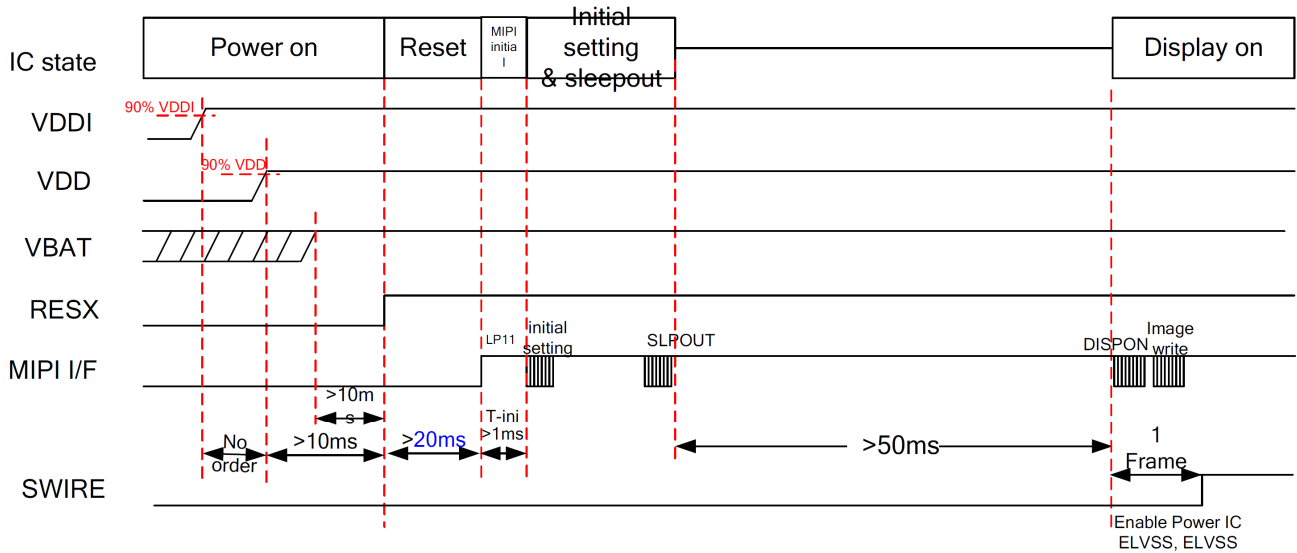 IC state
Power on
Reset
MIPI
initia
l
Initial
setting
& sleepout
Display on
90% VDDI
VDDI
90% VDD
VDD
VBAT
RESX
MIPI I/F
LP11
initial
setting
SLPOUT
DISPON
Image
write
>10m
s
No
order
>10ms
>20ms
T-ini
>1ms
>50ms
1
Frame
SWIRE
Enable Power IC
ELVSS, ELVSS